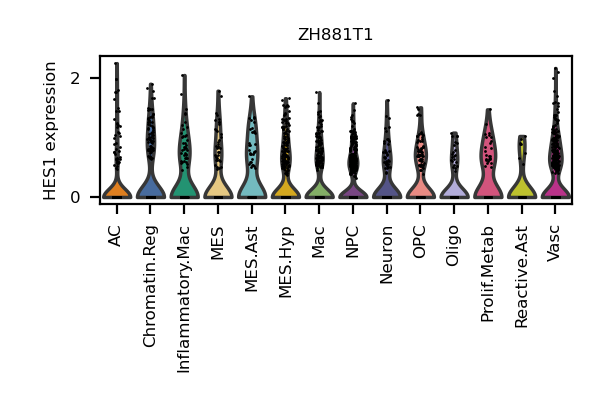 ZH881T1
HES1 expression
2
0
AC
Chromatin.Reg
Inflammatory.Mac
MES
MES.Ast
MES.Hyp
Mac
NPC
Neuron
OPC
Oligo
Prolif.Metab
Reactive.Ast
Vasc